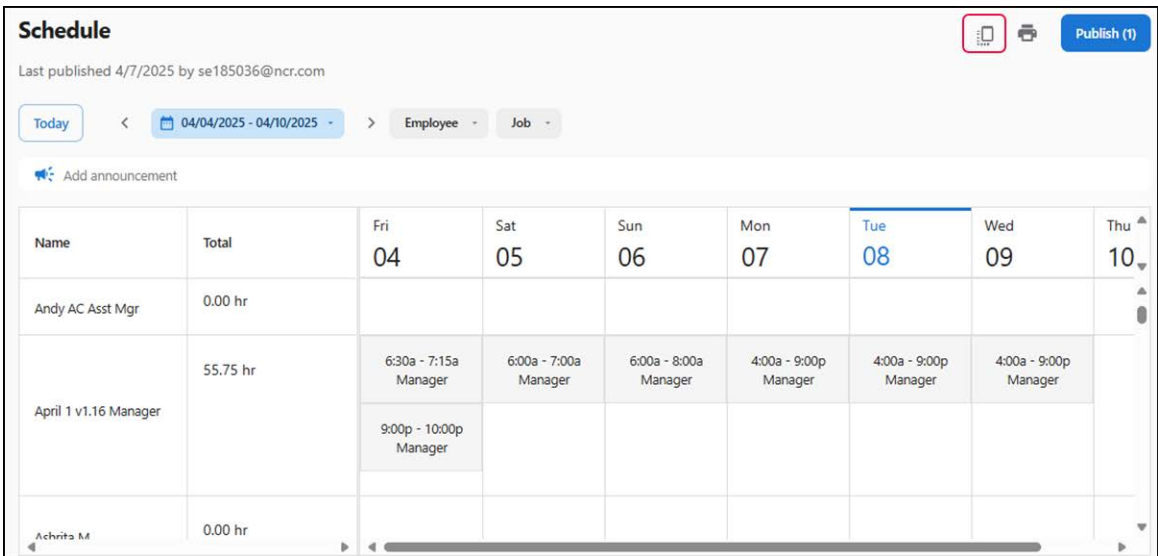 Schedule
Publish (1)
Last published 4/7/2025 by se185036@ncr.com
Today
04/04/2025 - 04/10/2025
Employee
Job
Add announcement
Name
Total
Fri
04
Sat
05
Sun
06
Mon
07
Tue
08
Wed
09
Thu
10
Andy AC Asst Mgr
0.00 hr
April 1 v1.16 Manager
55.75 hr
6:30a - 7:15a
Manager
6:00a - 7:00a
Manager
6:00a - 8:00a
Manager
4:00a - 9:00p
Manager
4:00a - 9:00p
Manager
4:00a - 9:00p
Manager
9:00p - 10:00p
Manager
Ashrita M
0.00 hr